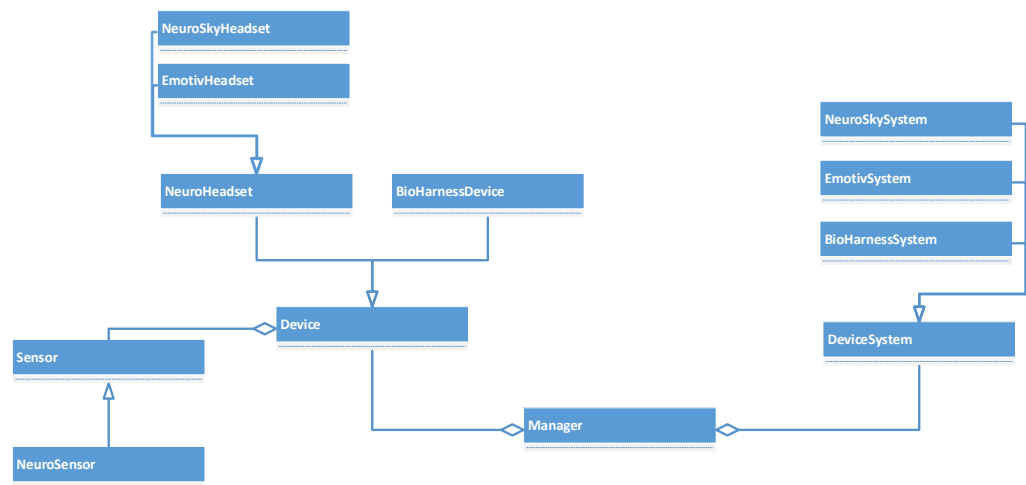 NeuroSkyHeadset
EmotivHeadset
NeuroSkySystem
EmotivSystem
NeuroHeadset
BioHarnessDevice
BioHarnessSystem
Device
DeviceSystem
Sensor
Manager
NeuroSensor